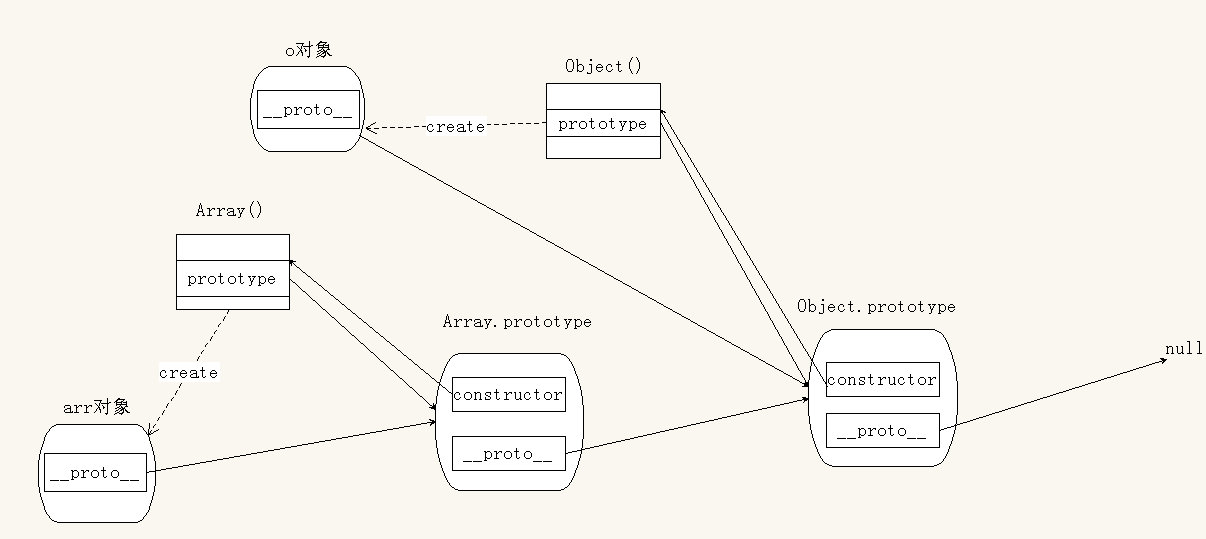 o对象
__proto__
Object()
create
prototype
Array()
prototype
create
arr对象
__proto__
Array.prototype
constructor
__proto__
Object.prototype
constructor
__proto__
null